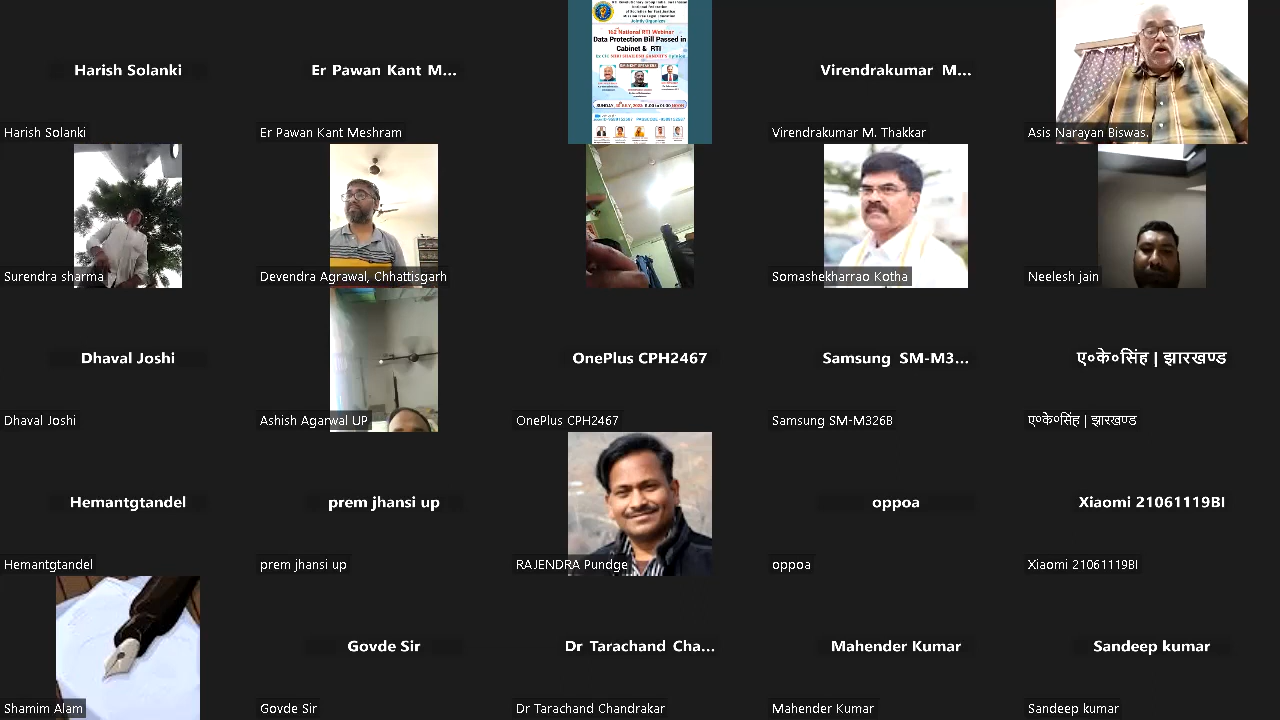 Harish Solanki
Harish Solanki
Er Pawan Kant M...
Er Pawan Kant Meshram
162nd National RTI Webinar
Data Protection Bill Passed in
Cabinet & RTI
Virendrakumar M...
Virendrakumar M. Thakkar
Asis Narayan Biswas.
Surendra sharma
Devendra Agrawal, Chhattisgarh
Somashekharrao Kotha
Neelesh jain
Dhaval Joshi
Dhaval Joshi
Ashish Agarwal UP
OnePlus CPH2467
OnePlus CPH2467
Samsung SM-M3...
Samsung SM-M326B
ए०के०सिंह | झारखण्ड
ए०के०सिंह | झारखण्ड
Hemantgtandel
Hemantgtandel
prem jhansi up
prem jhansi up
RAJENDRA Pundge
oppoa
oppoa
Xiaomi 21061119BI
Xiaomi 21061119BI
Shamim Alam
Govde Sir
Govde Sir
Dr Tarachand Cha...
Dr Tarachand Chandrakar
Mahender Kumar
Mahender Kumar
Sandeep kumar
Sandeep kumar